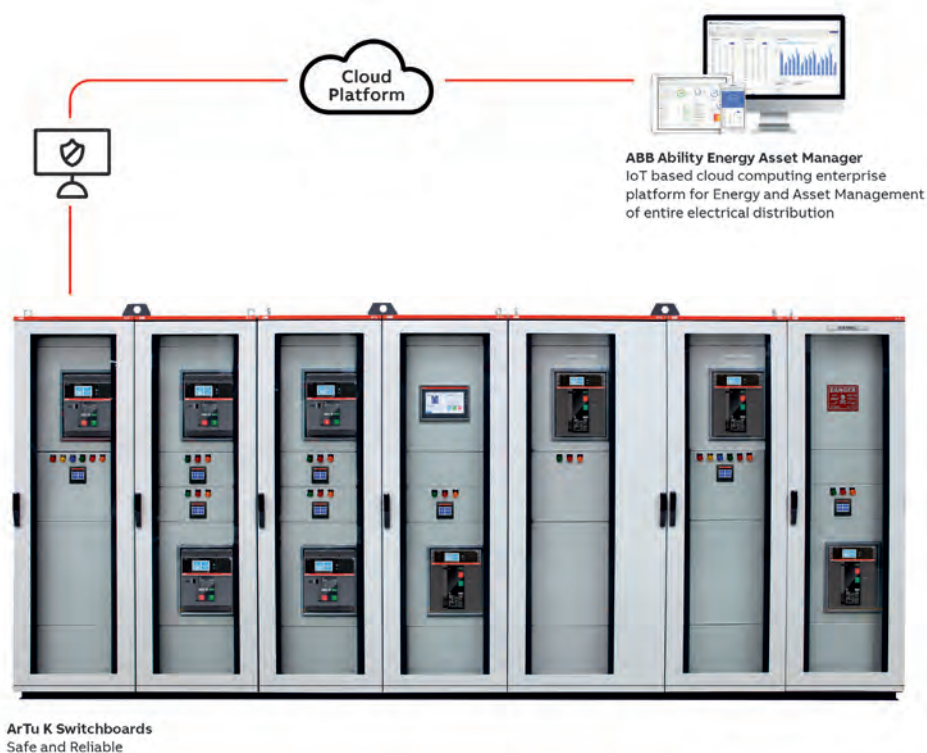 Cloud
Platform
ABB Ability Energy Asset Manager
IoT based cloud computing enterprise
platform for Energy and Asset Management
of entire electrical distribution
DANGER
ArTu K Switchboards
Safe and Reliable